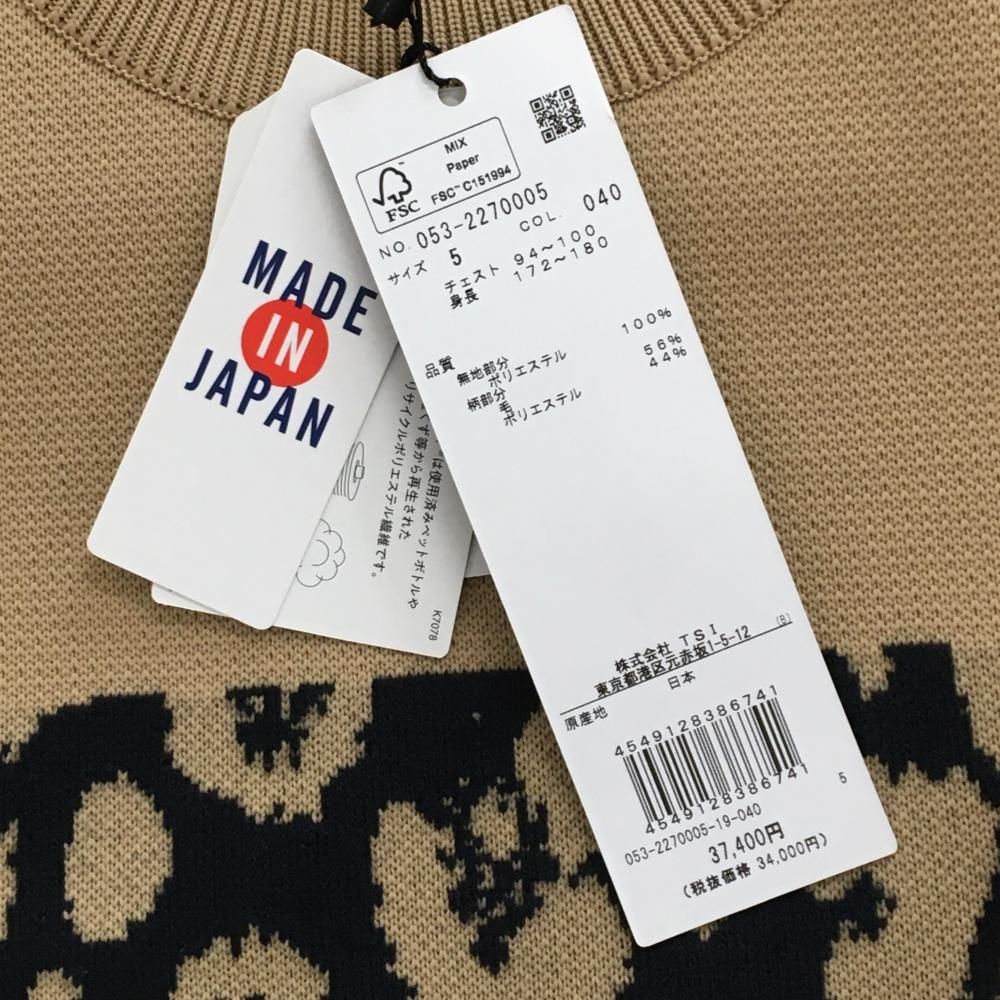 MADE
IN
JAPAN
は使用済みペットボトルや
くず等から再生された
リサイクルポリエステル繊維です。
K7078
MIX
Paper
FSC™ C151994
FSC
NO. 053-2270005
サイズ 5 COL. 040
チェスト 94～100
身長 172～180
品質
無地部分
ポリエステル 100%
柄部分
毛 56%
ポリエステル 44%
株式会社 TSI
東京都港区元赤坂1-5-12 (B)
原産地 日本
4549128386741
4549128386741
053-2270005-19-040 5
37,400円
(税抜価格 34,000円)